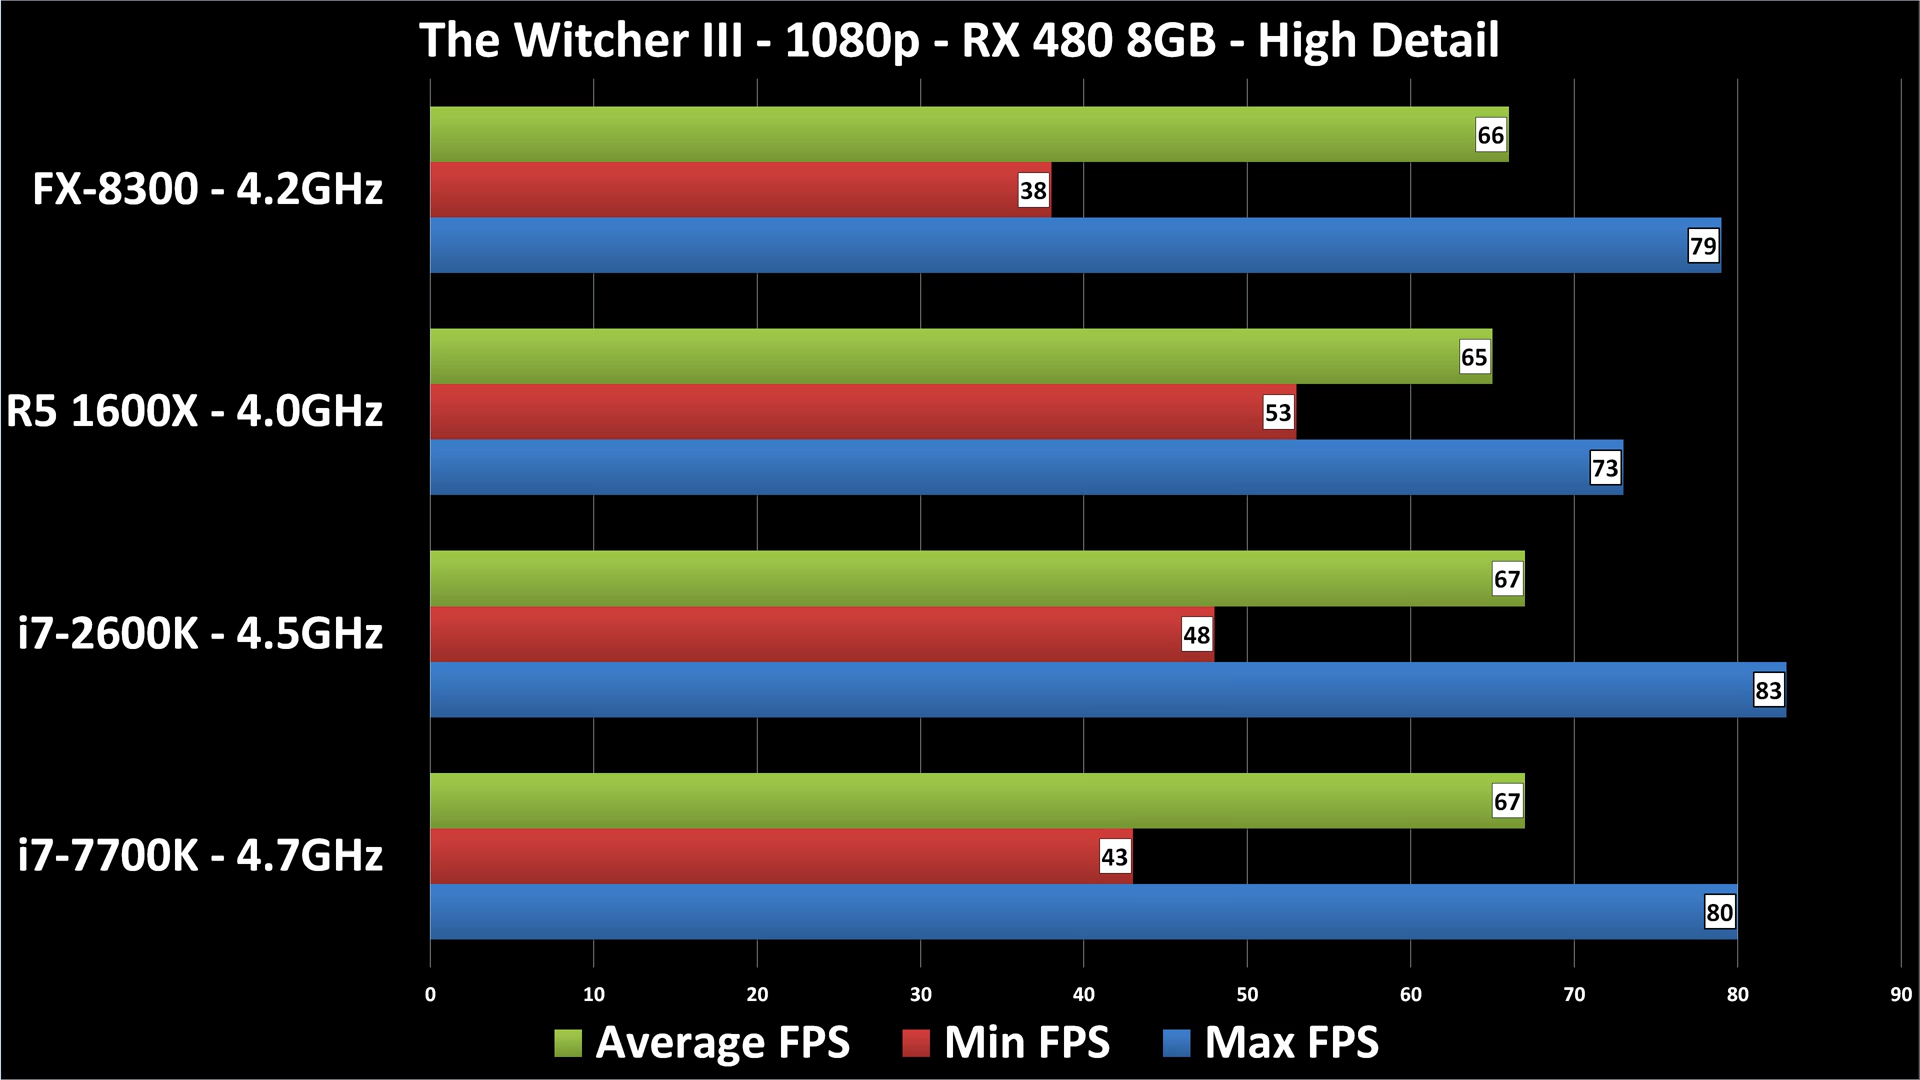 The Witcher III - 1080p - RX 480 8GB - High Detail
FX-8300 - 4.2GHz
66
38
79
R5 1600X - 4.0GHz
65
53
73
i7-2600K - 4.5GHz
67
48
83
i7-7700K - 4.7GHz
67
43
80
0 10 20 30 40 50 60 70 80 90
Average FPS Min FPS Max FPS